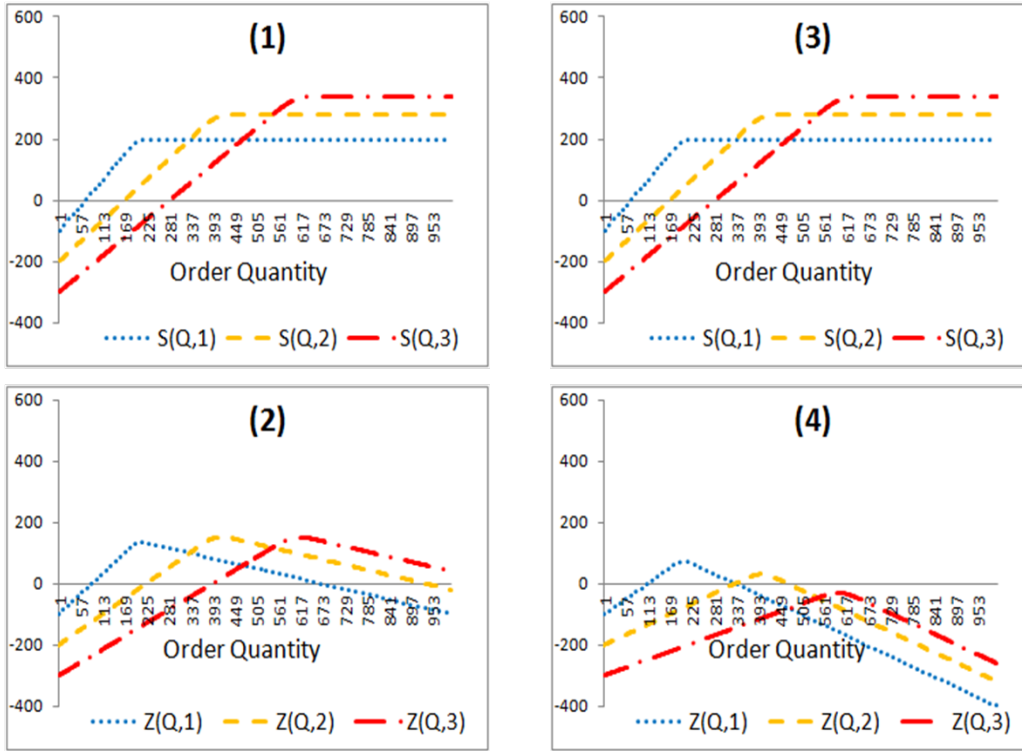 (1)
600
400
200
0
1 57 113 169 225 281 337 393 449 505 561 617 673 729 785 841 897 953
-200
Order Quantity
-400
S(Q,1) S(Q,2) S(Q,3)
(3)
600
400
200
0
1 57 113 169 225 281 337 393 449 505 561 617 673 729 785 841 897 953
-200
Order Quantity
-400
S(Q,1) S(Q,2) S(Q,3)
(2)
600
400
200
0
1 57 113 169 225 281 337 393 449 505 561 617 673 729 785 841 897 953
-200
Order Quantity
-400
Z(Q,1) Z(Q,2) Z(Q,3)
(4)
600
400
200
0
1 57 113 169 225 281 337 393 449 505 561 617 673 729 785 841 897 953
-200
Order Quantity
-400
Z(Q,1) Z(Q,2) Z(Q,3)